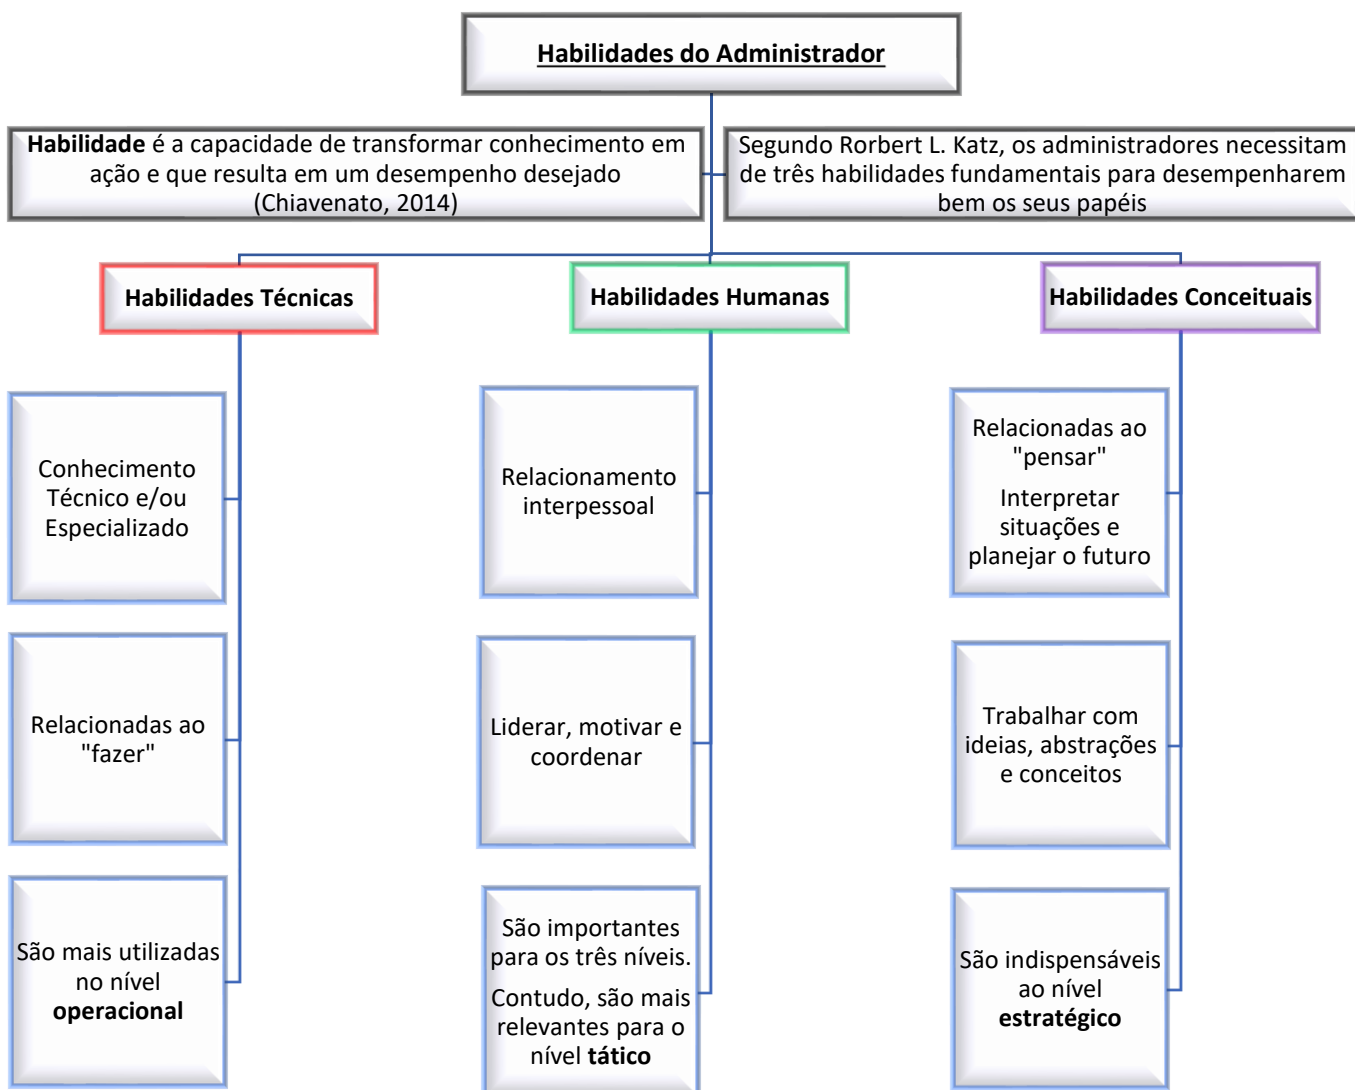 Habilidades do Administrador
Habilidade é a capacidade de transformar conhecimento em
ação e que resulta em um desempenho desejado
(Chiavenato, 2014)
Segundo Rorbert L. Katz, os administradores necessitam
de três habilidades fundamentais para desempenharem
bem os seus papéis
Habilidades Técnicas
Conhecimento
Técnico e/ou
Especializado
Relacionadas ao
"fazer"
São mais utilizadas
no nível
operacional
Habilidades Humanas
Relacionamento
interpessoal
Liderar, motivar e
coordenar
São importantes
para os três níveis.
Contudo, são mais
relevantes para o
nível tático
Habilidades Conceituais
Relacionadas ao
"pensar"
Interpretar
situações e
planejar o futuro
Trabalhar com
ideias, abstrações
e conceitos
São indispensáveis
ao nível
estratégico